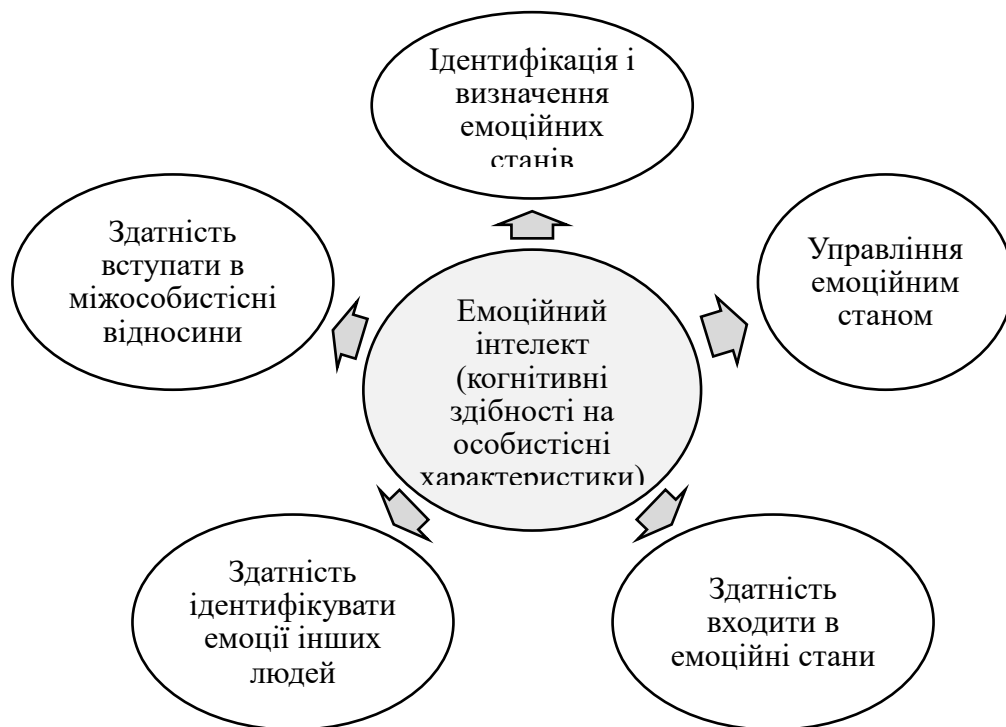 Ідентифікація і
визначення
емоційних
станів
Здатність
вступати в
міжособистісні
відносини
Управління
емоційним
станом
Емоційний
інтелект
(когнітивні
здібності на
особистісні
характеристики)
Здатність
ідентифікувати
емоції інших
людей
Здатність
входити в
емоційні стани